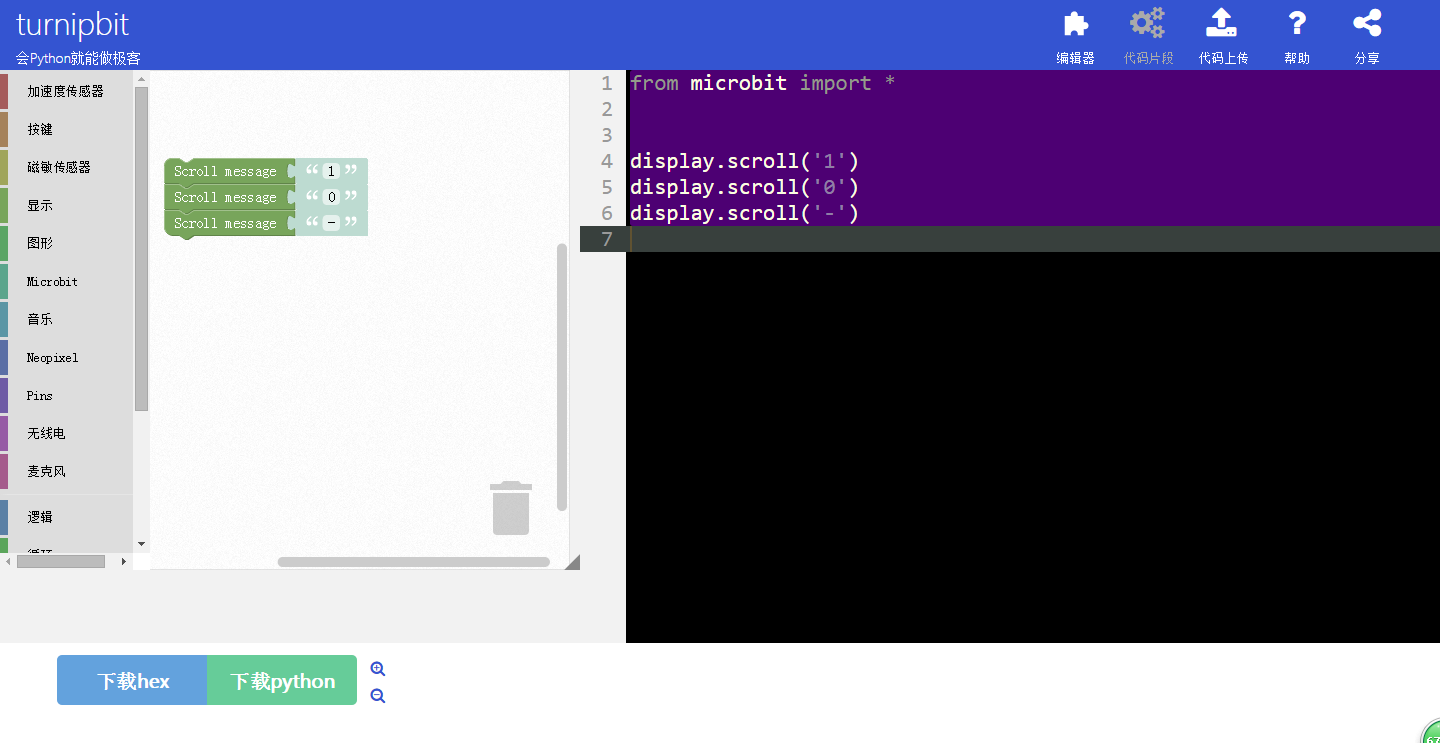 turnipbit
会Python就能做极客
编辑器
代码片段
代码上传
帮助
分享
加速度传感器
按键
磁敏传感器
显示
图形
Microbit
音乐
Neopixel
Pins
无线电
麦克风
逻辑
Scroll message “ 1 ”
Scroll message “ 0 ”
Scroll message “ - ”
1 from microbit import *
2
3
4 display.scroll('1')
5 display.scroll('0')
6 display.scroll('-')
7
下载hex
下载python